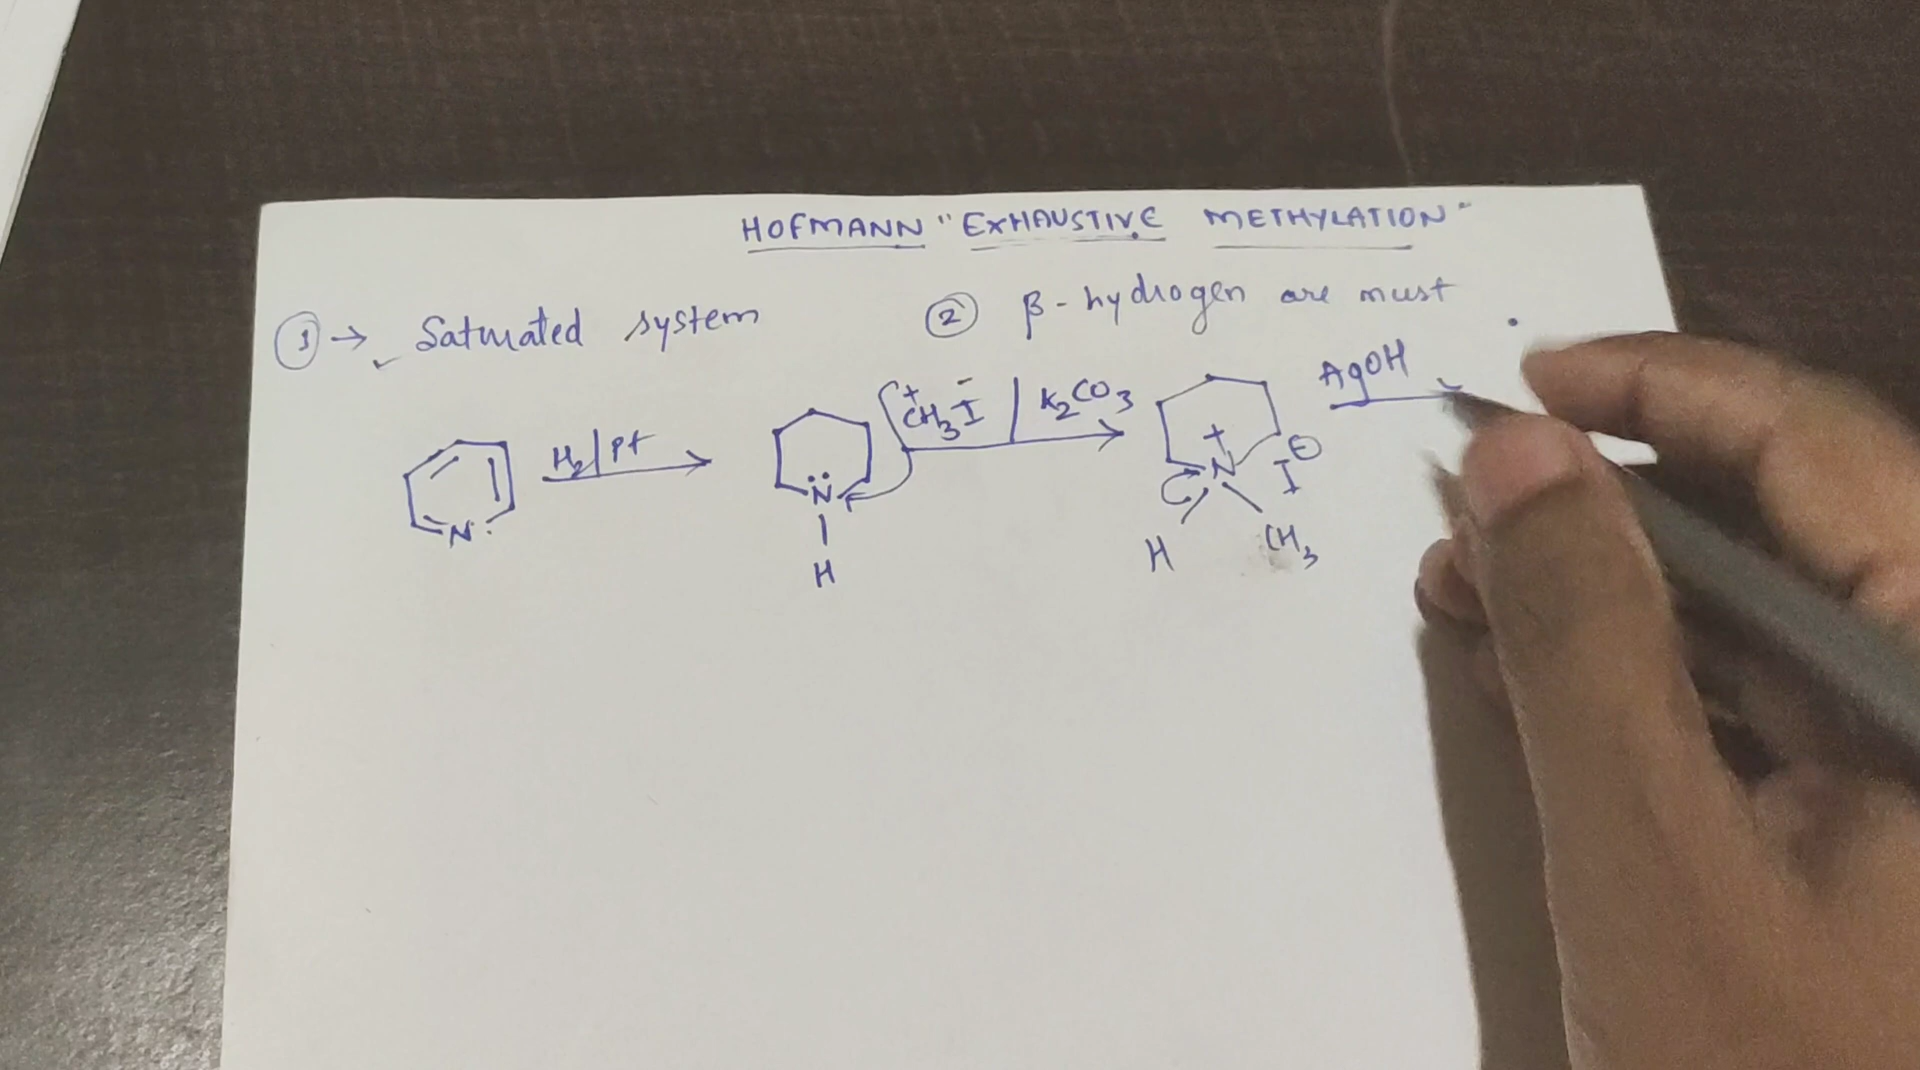 HOFMANN "EXHAUSTIVE METHYLATION"
① → Saturated system ② β-hydrogen are must
N: H₂/Pt N̈ H ⁺CH₃I⁻ / K₂CO₃ N⁺ H CH₃ I⊖ AgOH